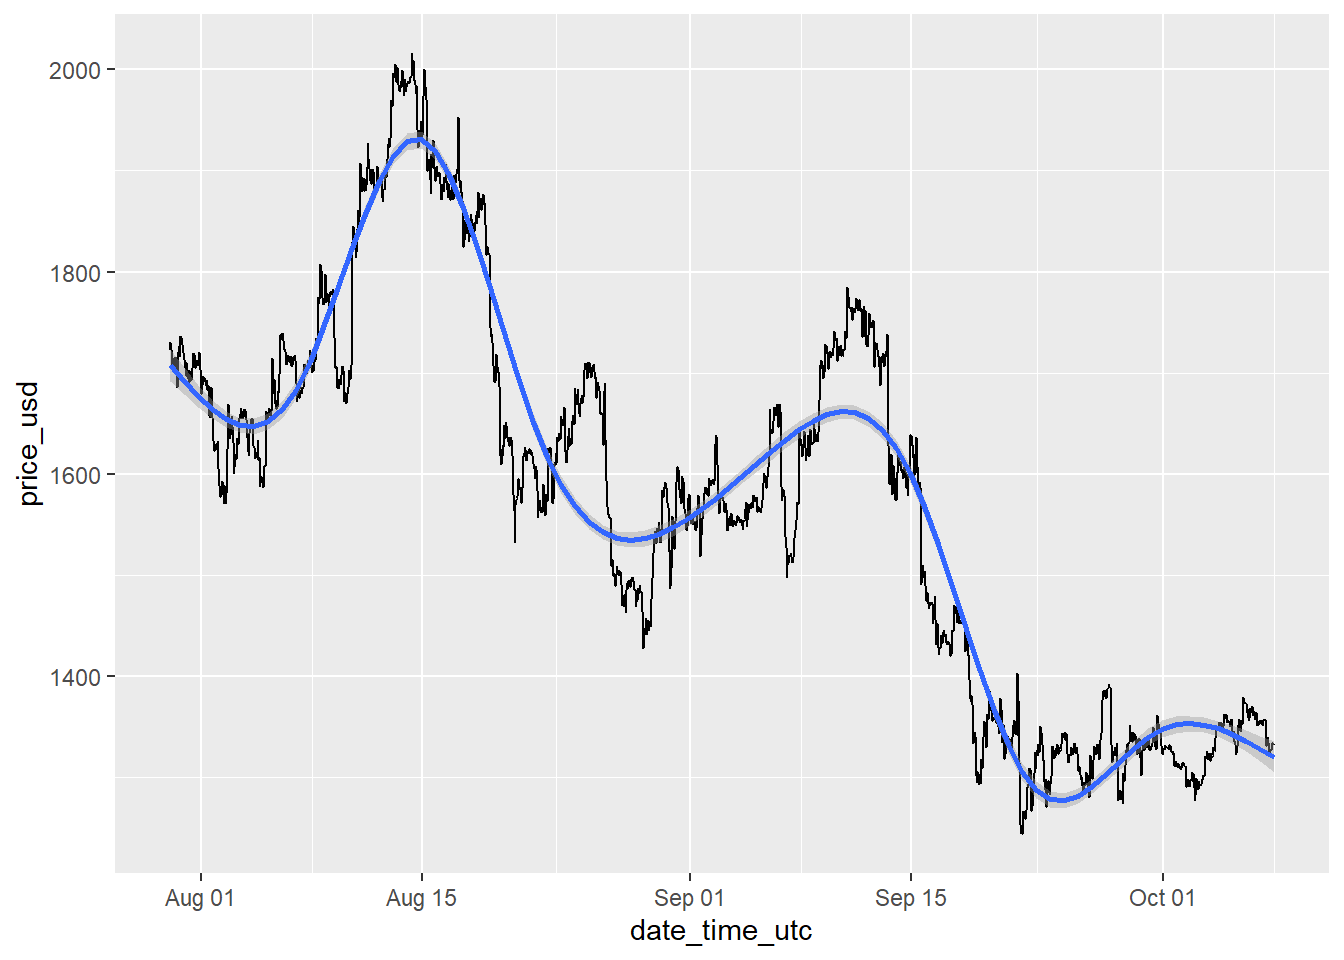 2000
1800
1600
1400
price_usd
Aug 01
Aug 15
Sep 01
Sep 15
Oct 01
date_time_utc